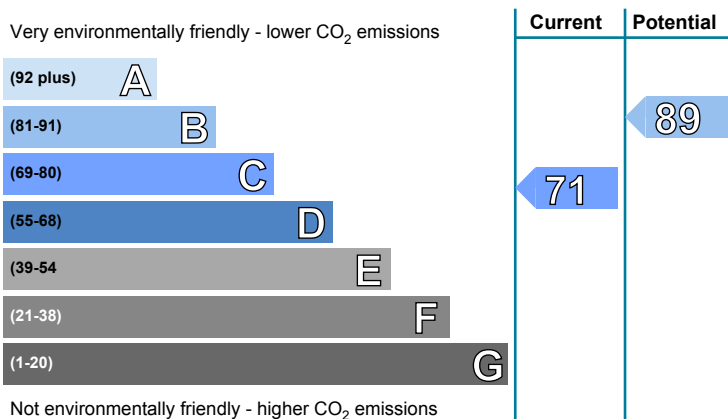 Current Potential
Very environmentally friendly - lower CO2 emissions
(92 plus) A
(81-91) B
89
(69-80) C
71
(55-68) D
(39-54 E
(21-38) F
(1-20) G
Not environmentally friendly - higher CO2 emissions